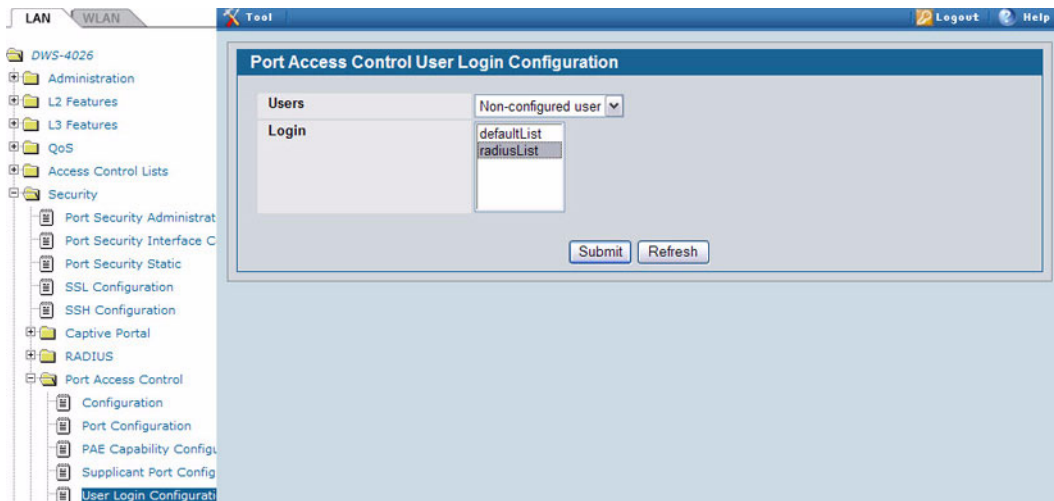 LAN WLAN Tool Logout Help
DWS-4026
Administration
L2 Features
L3 Features
QoS
Access Control Lists
Security
Port Security Administrat
Port Security Interface C
Port Security Static
SSL Configuration
SSH Configuration
Captive Portal
RADIUS
Port Access Control
Configuration
Port Configuration
PAE Capability Configu
Supplicant Port Config
User Login Configurati
Port Access Control User Login Configuration
Users Non-configured user
Login defaultList
radiusList
Submit Refresh